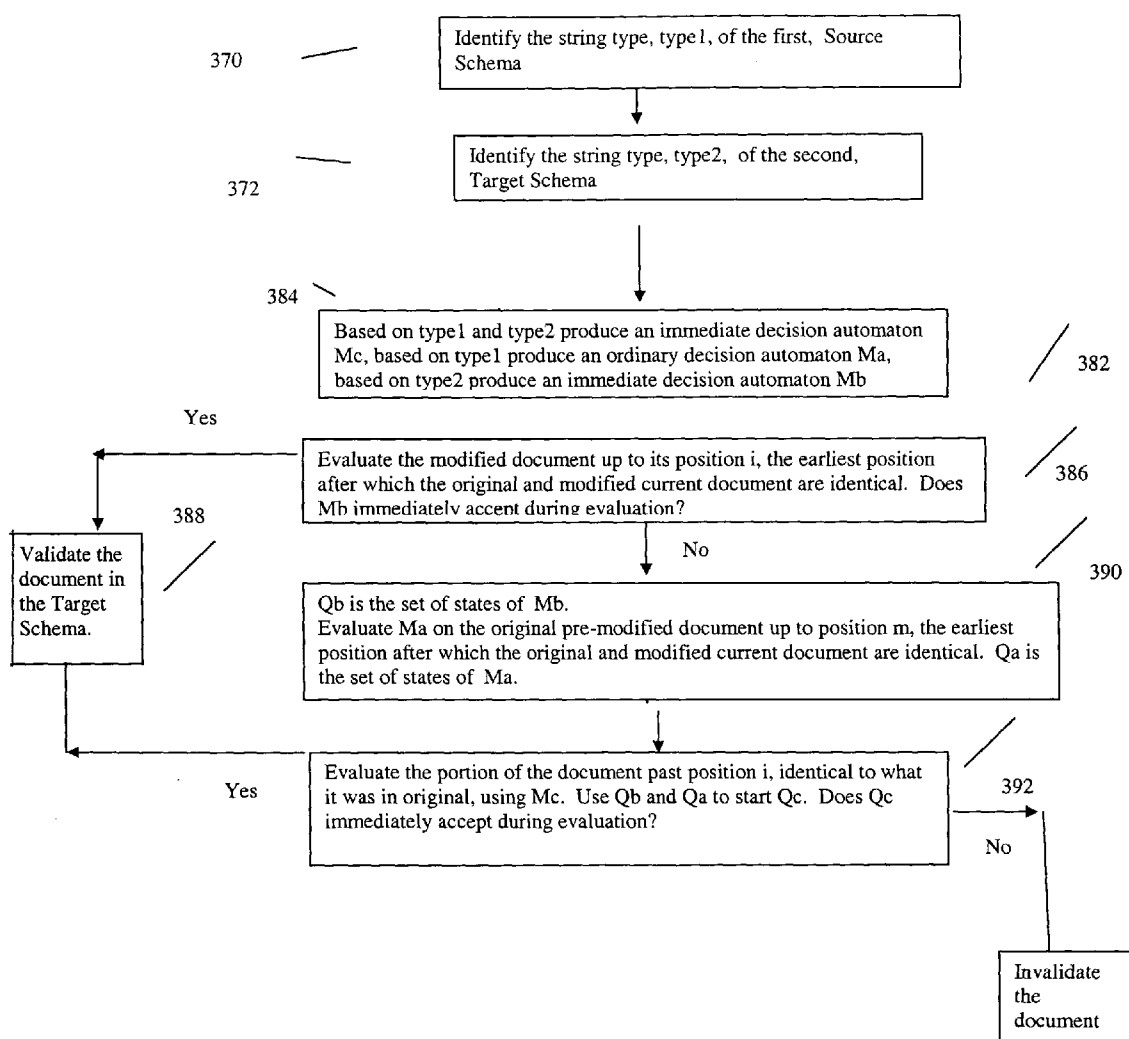 370
Identify the string type, type1, of the first, Source
Schema
372
Identify the string type, type2, of the second,
Target Schema
384
Based on type1 and type2 produce an immediate decision automaton
Mc, based on type1 produce an ordinary decision automaton Ma,
based on type2 produce an immediate decision automaton Mb
382
Yes
Evaluate the modified document up to its position i, the earliest position
after which the original and modified current document are identical. Does
Mb immediately accent during evaluation?
386
388
No
Validate the
document in
the Target
Schema.
390
Qb is the set of states of Mb.
Evaluate Ma on the original pre-modified document up to position m, the earliest
position after which the original and modified current document are identical. Qa is
the set of states of Ma.
Yes
Evaluate the portion of the document past position i, identical to what
it was in original, using Mc. Use Qb and Qa to start Qc. Does Qc
immediately accept during evaluation?
392
No
Invalidate
the
document